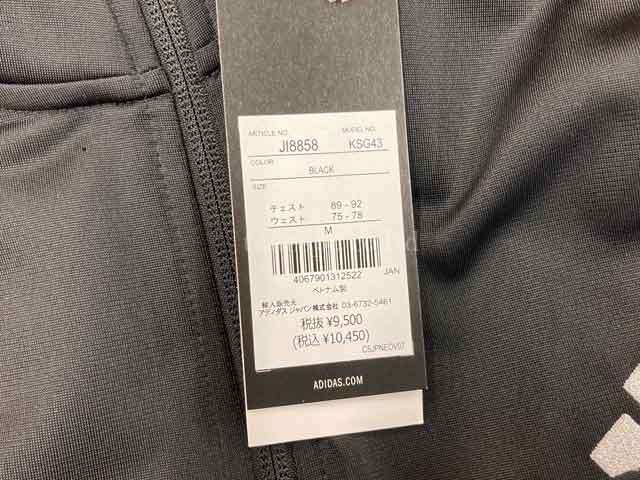 ARTICLE NO.
MODEL NO.
JI8858
KSG43
COLOR
BLACK
SIZE
チェスト 89 - 92
ウェスト 75 - 78
M
4067901312522 JAN
ベトナム製
輸入販売元
アディダス ジャパン株式会社 03-6732-5461
税抜 ¥9,500
(税込 ¥10,450)
CSJPNEOV07
ADIDAS.COM